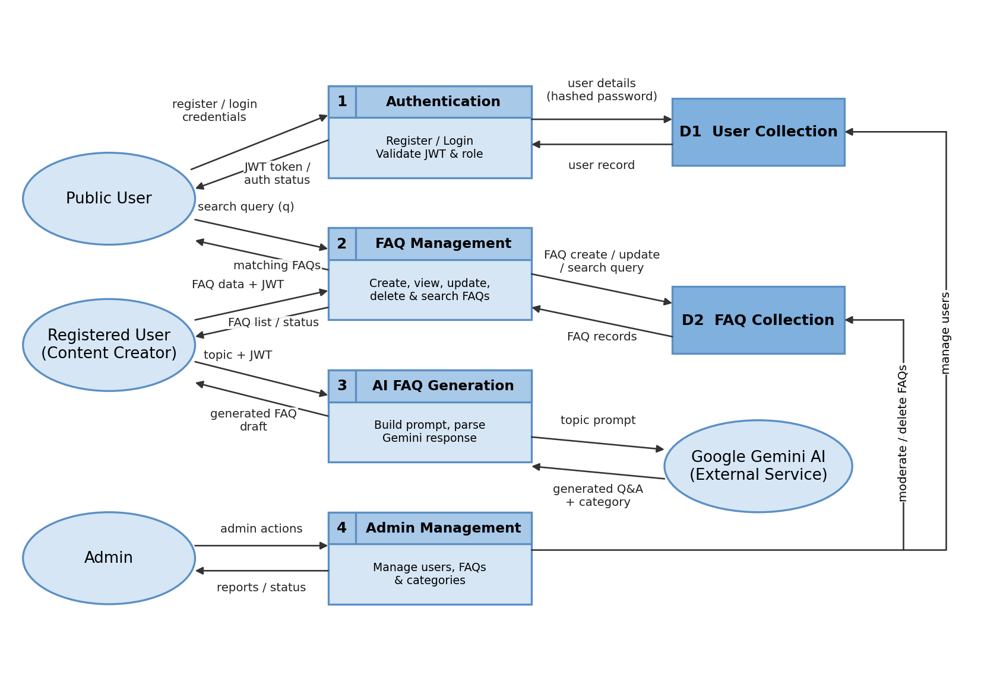 register / login
credentials
1
Authentication
Register / Login
Validate JWT & role
user details
(hashed password)
D1 User Collection
JWT token /
auth status
user record
Public User
search query (q)
2
FAQ Management
Create, view, update,
delete & search FAQs
matching FAQs
FAQ create / update
/ search query
FAQ data + JWT
D2 FAQ Collection
FAQ list / status
FAQ records
Registered User
(Content Creator)
topic + JWT
3
AI FAQ Generation
Build prompt, parse
Gemini response
generated FAQ
draft
topic prompt
Google Gemini AI
(External Service)
generated Q&A
+ category
moderate / delete FAQs
manage users
admin actions
4
Admin Management
Manage users, FAQs
& categories
Admin
reports / status